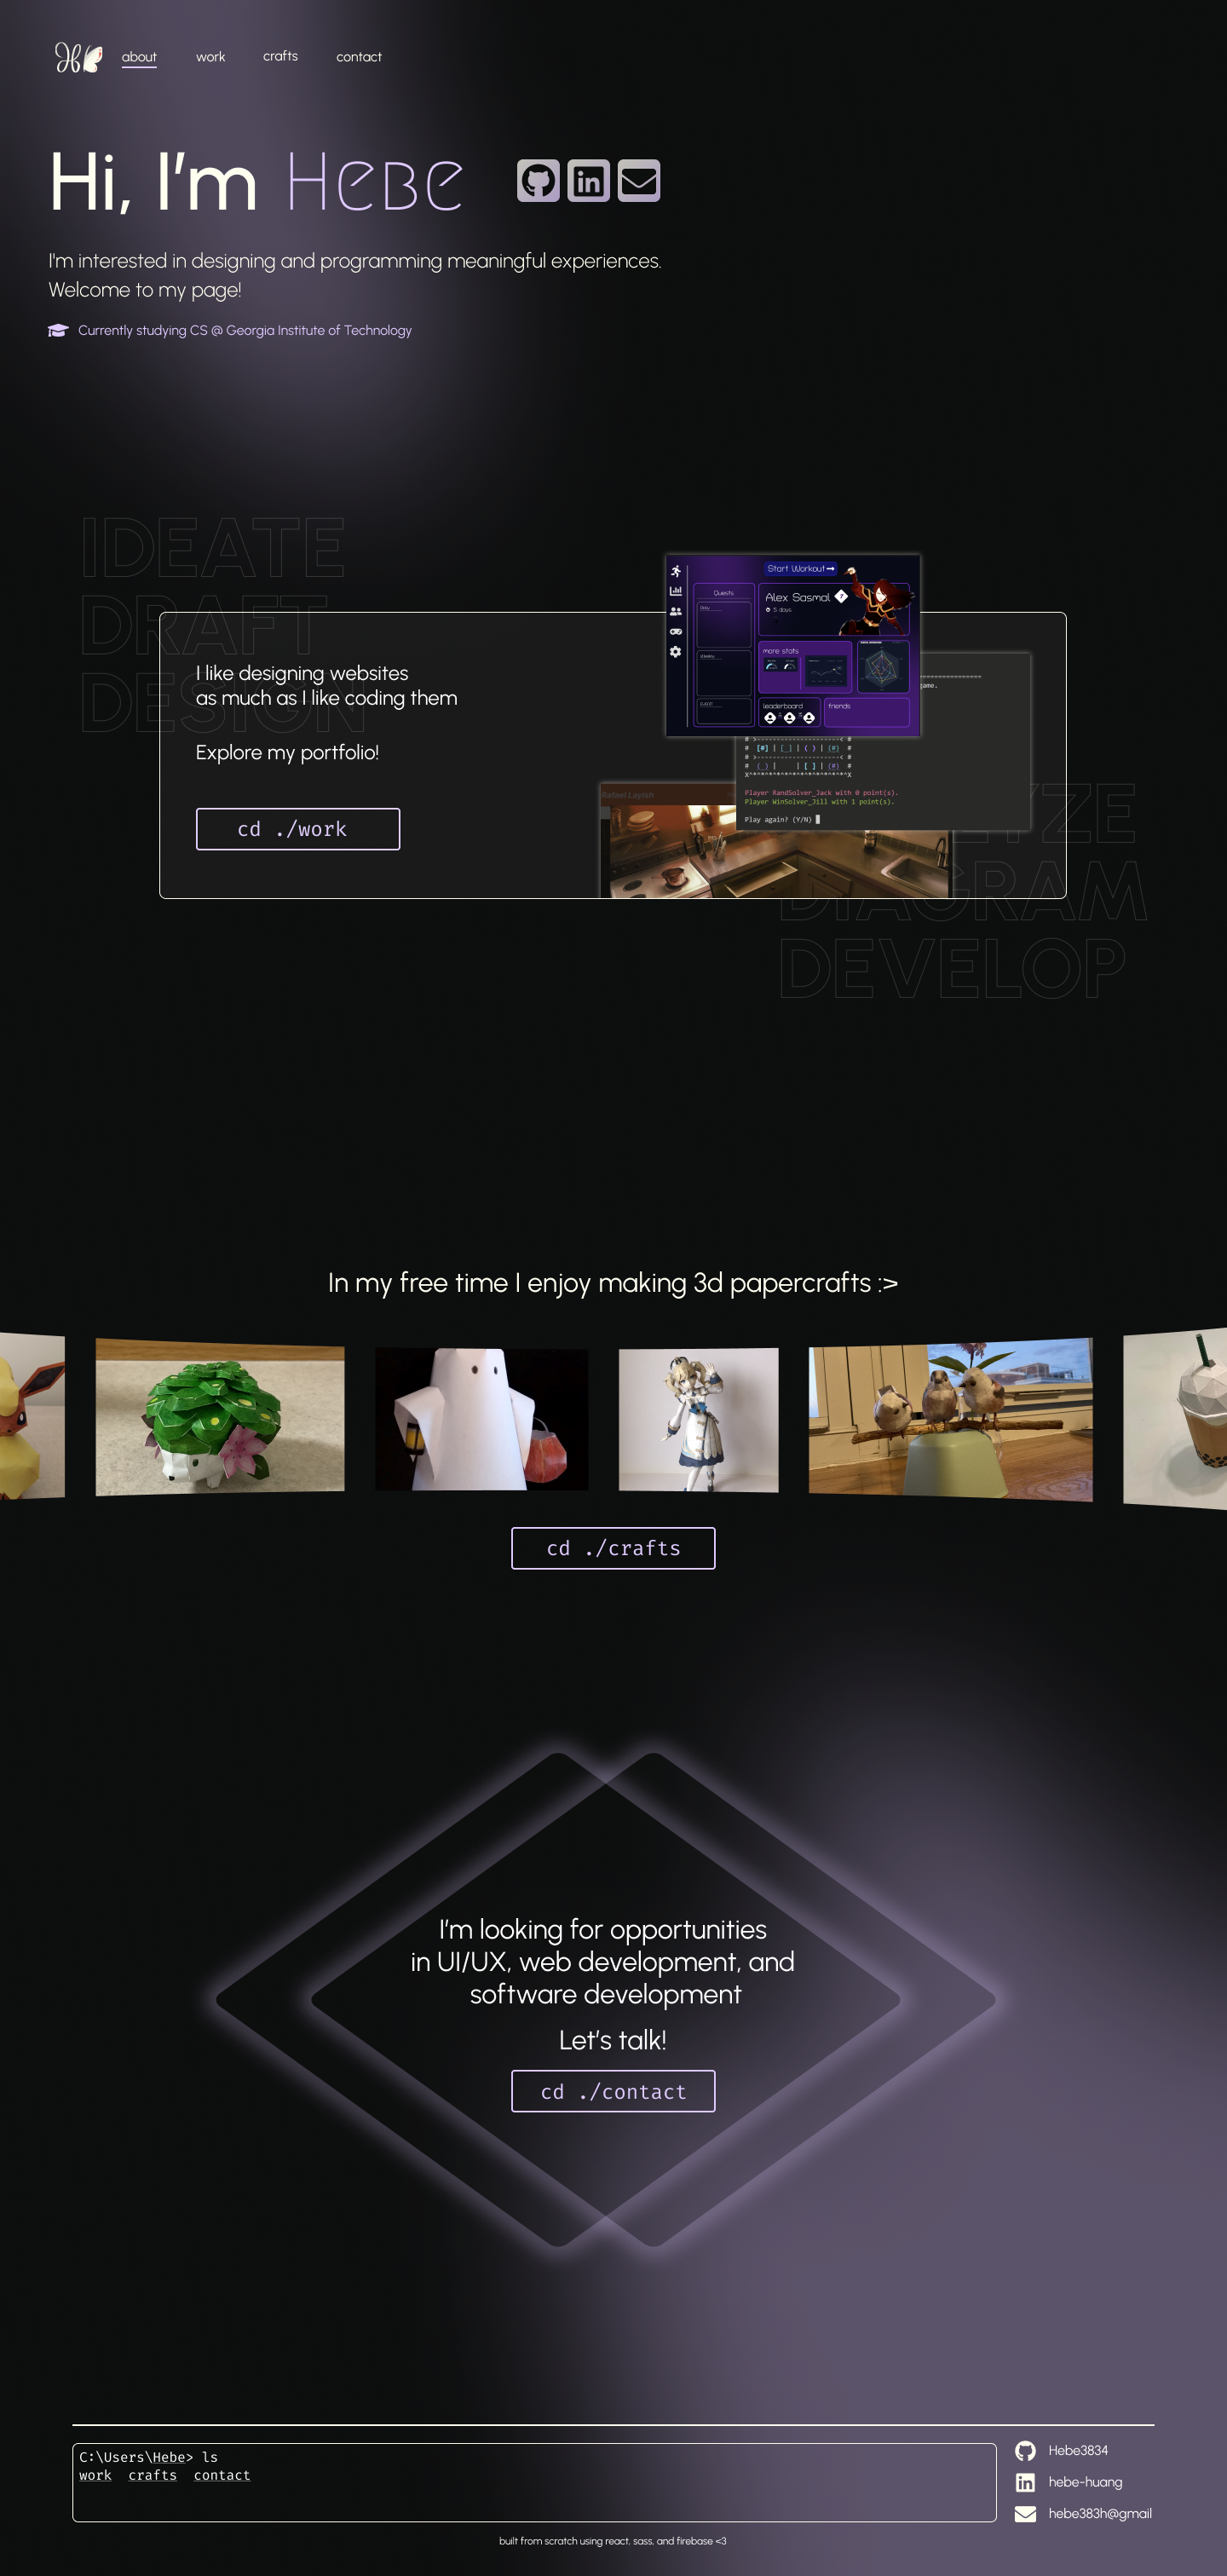 about
work
crafts
contact
Hi, I'm Hebe
I'm interested in designing and programming meaningful experiences.
Welcome to my page!
Currently studying CS @ Georgia Institute of Technology
IDEATE
DRAFT
DESIGN
I like designing websites
as much as I like coding them
Explore my portfolio!
cd ./work
Start Workout
Quests
Alex Sasmal
5 days
more stats
leaderboard
friends
game.
# >---------------------< #
# [#] | [ ] | ( ) | (#) #
# >---------------------< #
# ( ) |     | [ ] | (#) #
X^*^*^*^*^*^*^*^*^*^*^*^*^X
Player RandSolver_Jack with 0 point(s).
Player WinSolver_Jill with 1 point(s).
Play again? (Y/N)
Rafael Layish
YZE
DIAGRAM
DEVELOP
In my free time I enjoy making 3d papercrafts :>
cd ./crafts
I'm looking for opportunities
in UI/UX, web development, and
software development
Let's talk!
cd ./contact
C:\Users\Hebe> ls
work crafts contact
Hebe3834
hebe-huang
hebe383h@gmail
built from scratch using react, sass, and firebase <3